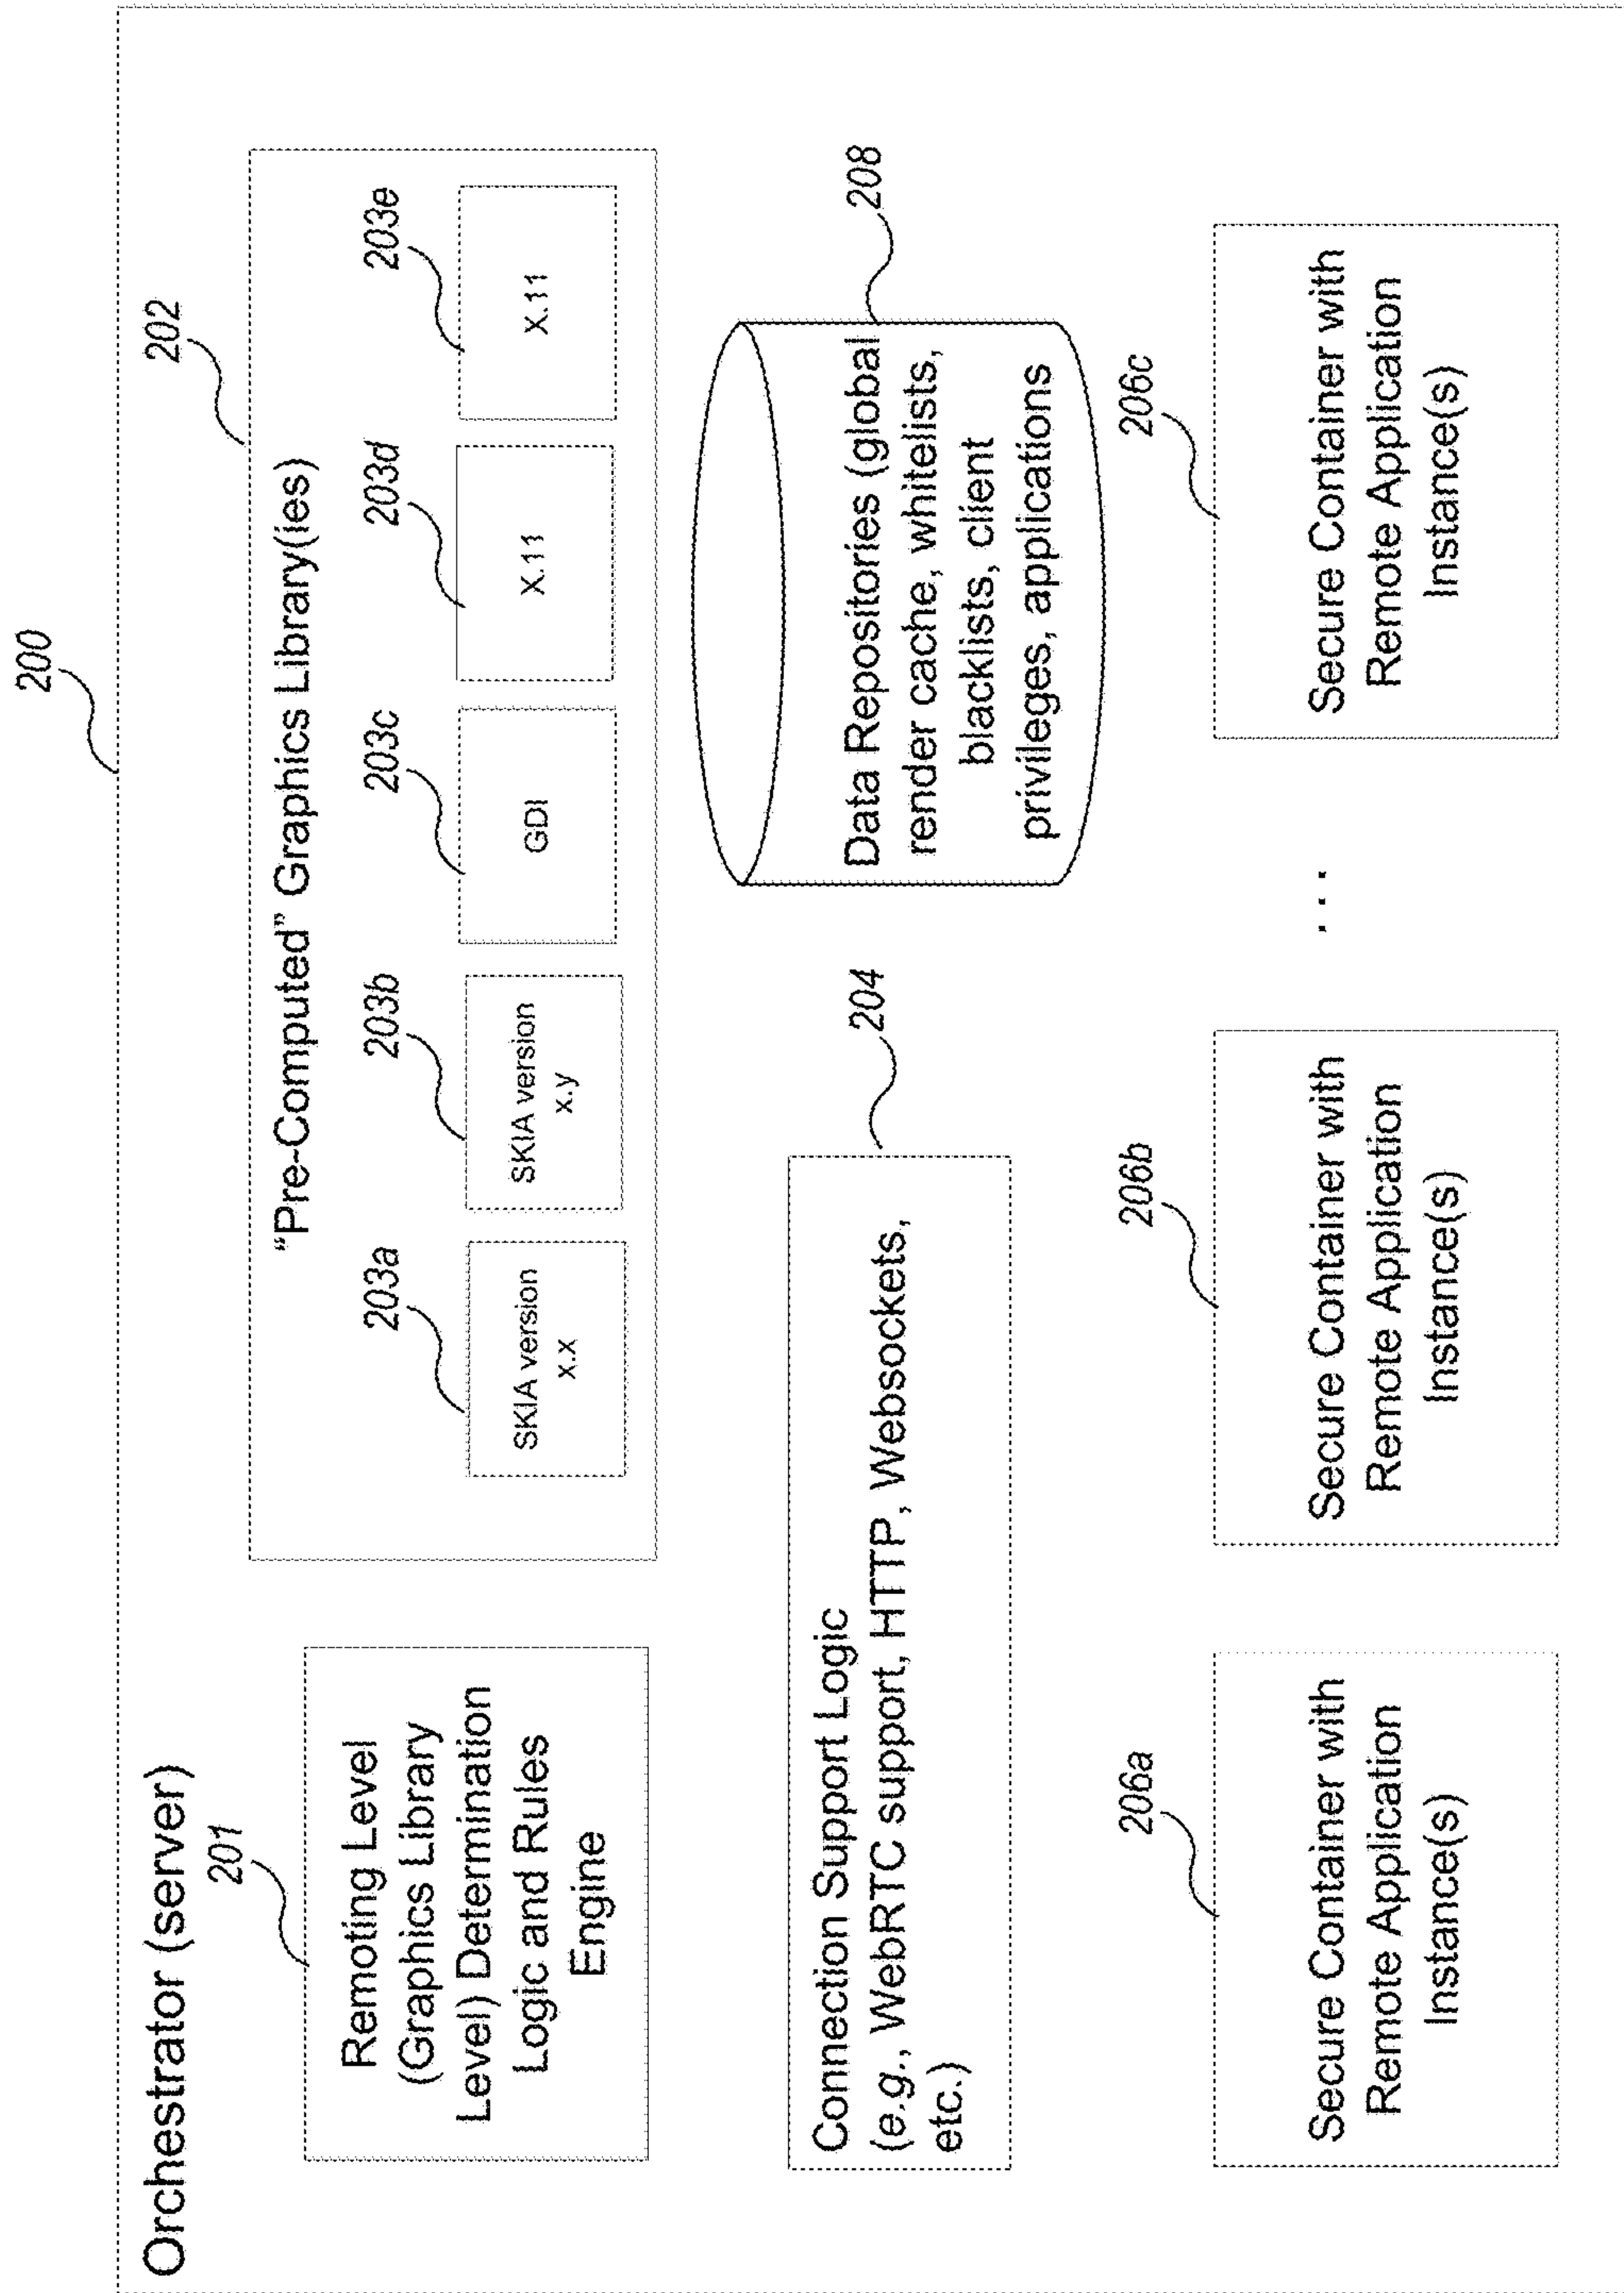 200
Orchestrator (server)
201
Remoting Level
(Graphics Library
Level) Determination
Logic and Rules
Engine
202
“Pre-Computed” Graphics Library(ies)
203a
SKIA version
x.x
203b
SKIA version
x.y
203c
GDI
203d
X.11
203e
X.11
204
Connection Support Logic
(e.g., WebRTC support, HTTP, Websockets,
etc.)
208
Data Repositories (global
render cache, whitelists,
blacklists, client
privileges, applications
206a
Secure Container with
Remote Application
Instance(s)
206b
Secure Container with
Remote Application
Instance(s)
. . .
206c
Secure Container with
Remote Application
Instance(s)